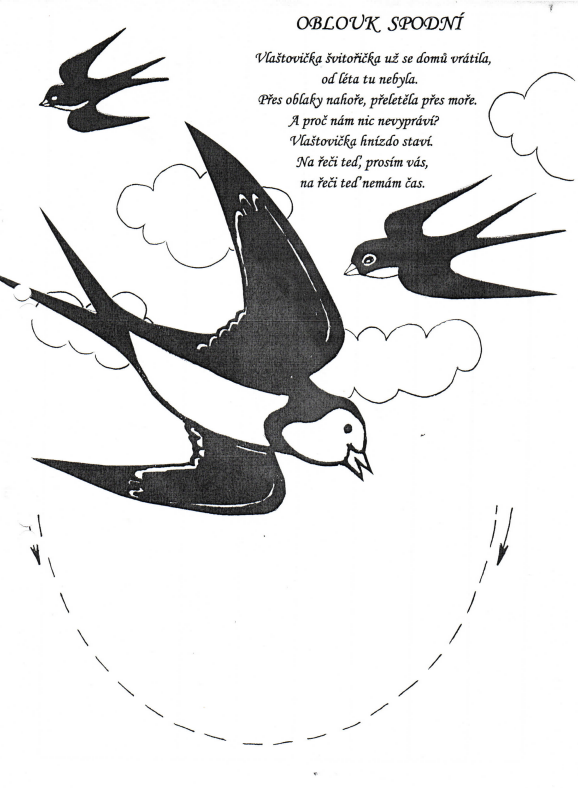 OBLOUK SPODNÍ
Vlaštovička švitořička už se domů vrátila,
od léta tu nebyla.
Přes oblaky nahoře, přeletěla přes moře.
A proč nám nic nevypráví?
Vlaštovička hnízdo staví.
Na řeči teď, prosím vás,
na řeči teď nemám čas.